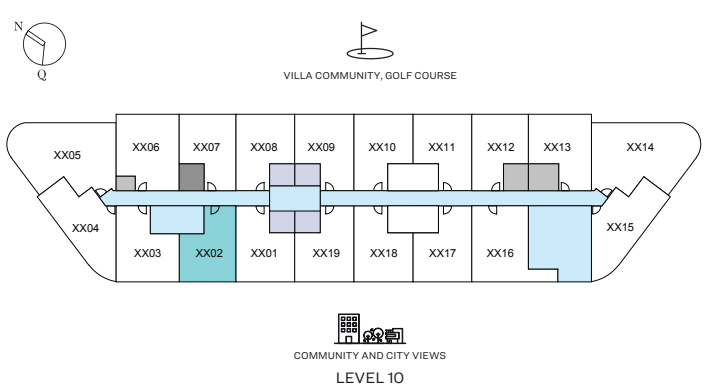 N
Q
VILLA COMMUNITY, GOLF COURSE
XX05
XX06
XX07
XX08
XX09
XX10
XX11
XX12
XX13
XX14
XX04
XX03
XX02
XX01
XX19
XX18
XX17
XX16
XX15
COMMUNITY AND CITY VIEWS
LEVEL 10